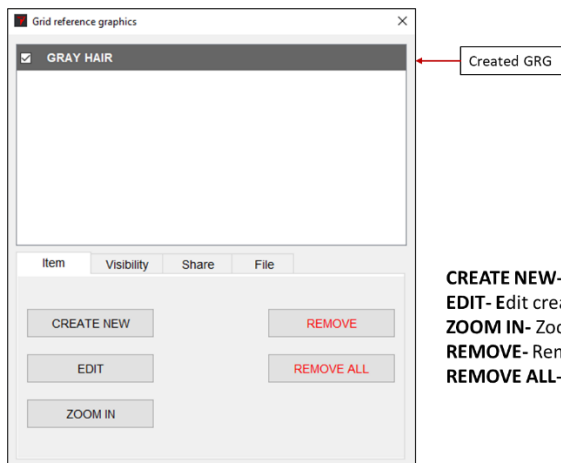 Grid reference graphics
GRAY HAIR
Created GRG
Item Visibility Share File
CREATE NEW REMOVE
EDIT REMOVE ALL
ZOOM IN
CREATE NEW-
EDIT- Edit
ZOOM IN-
REMOVE-
REMOVE ALL-